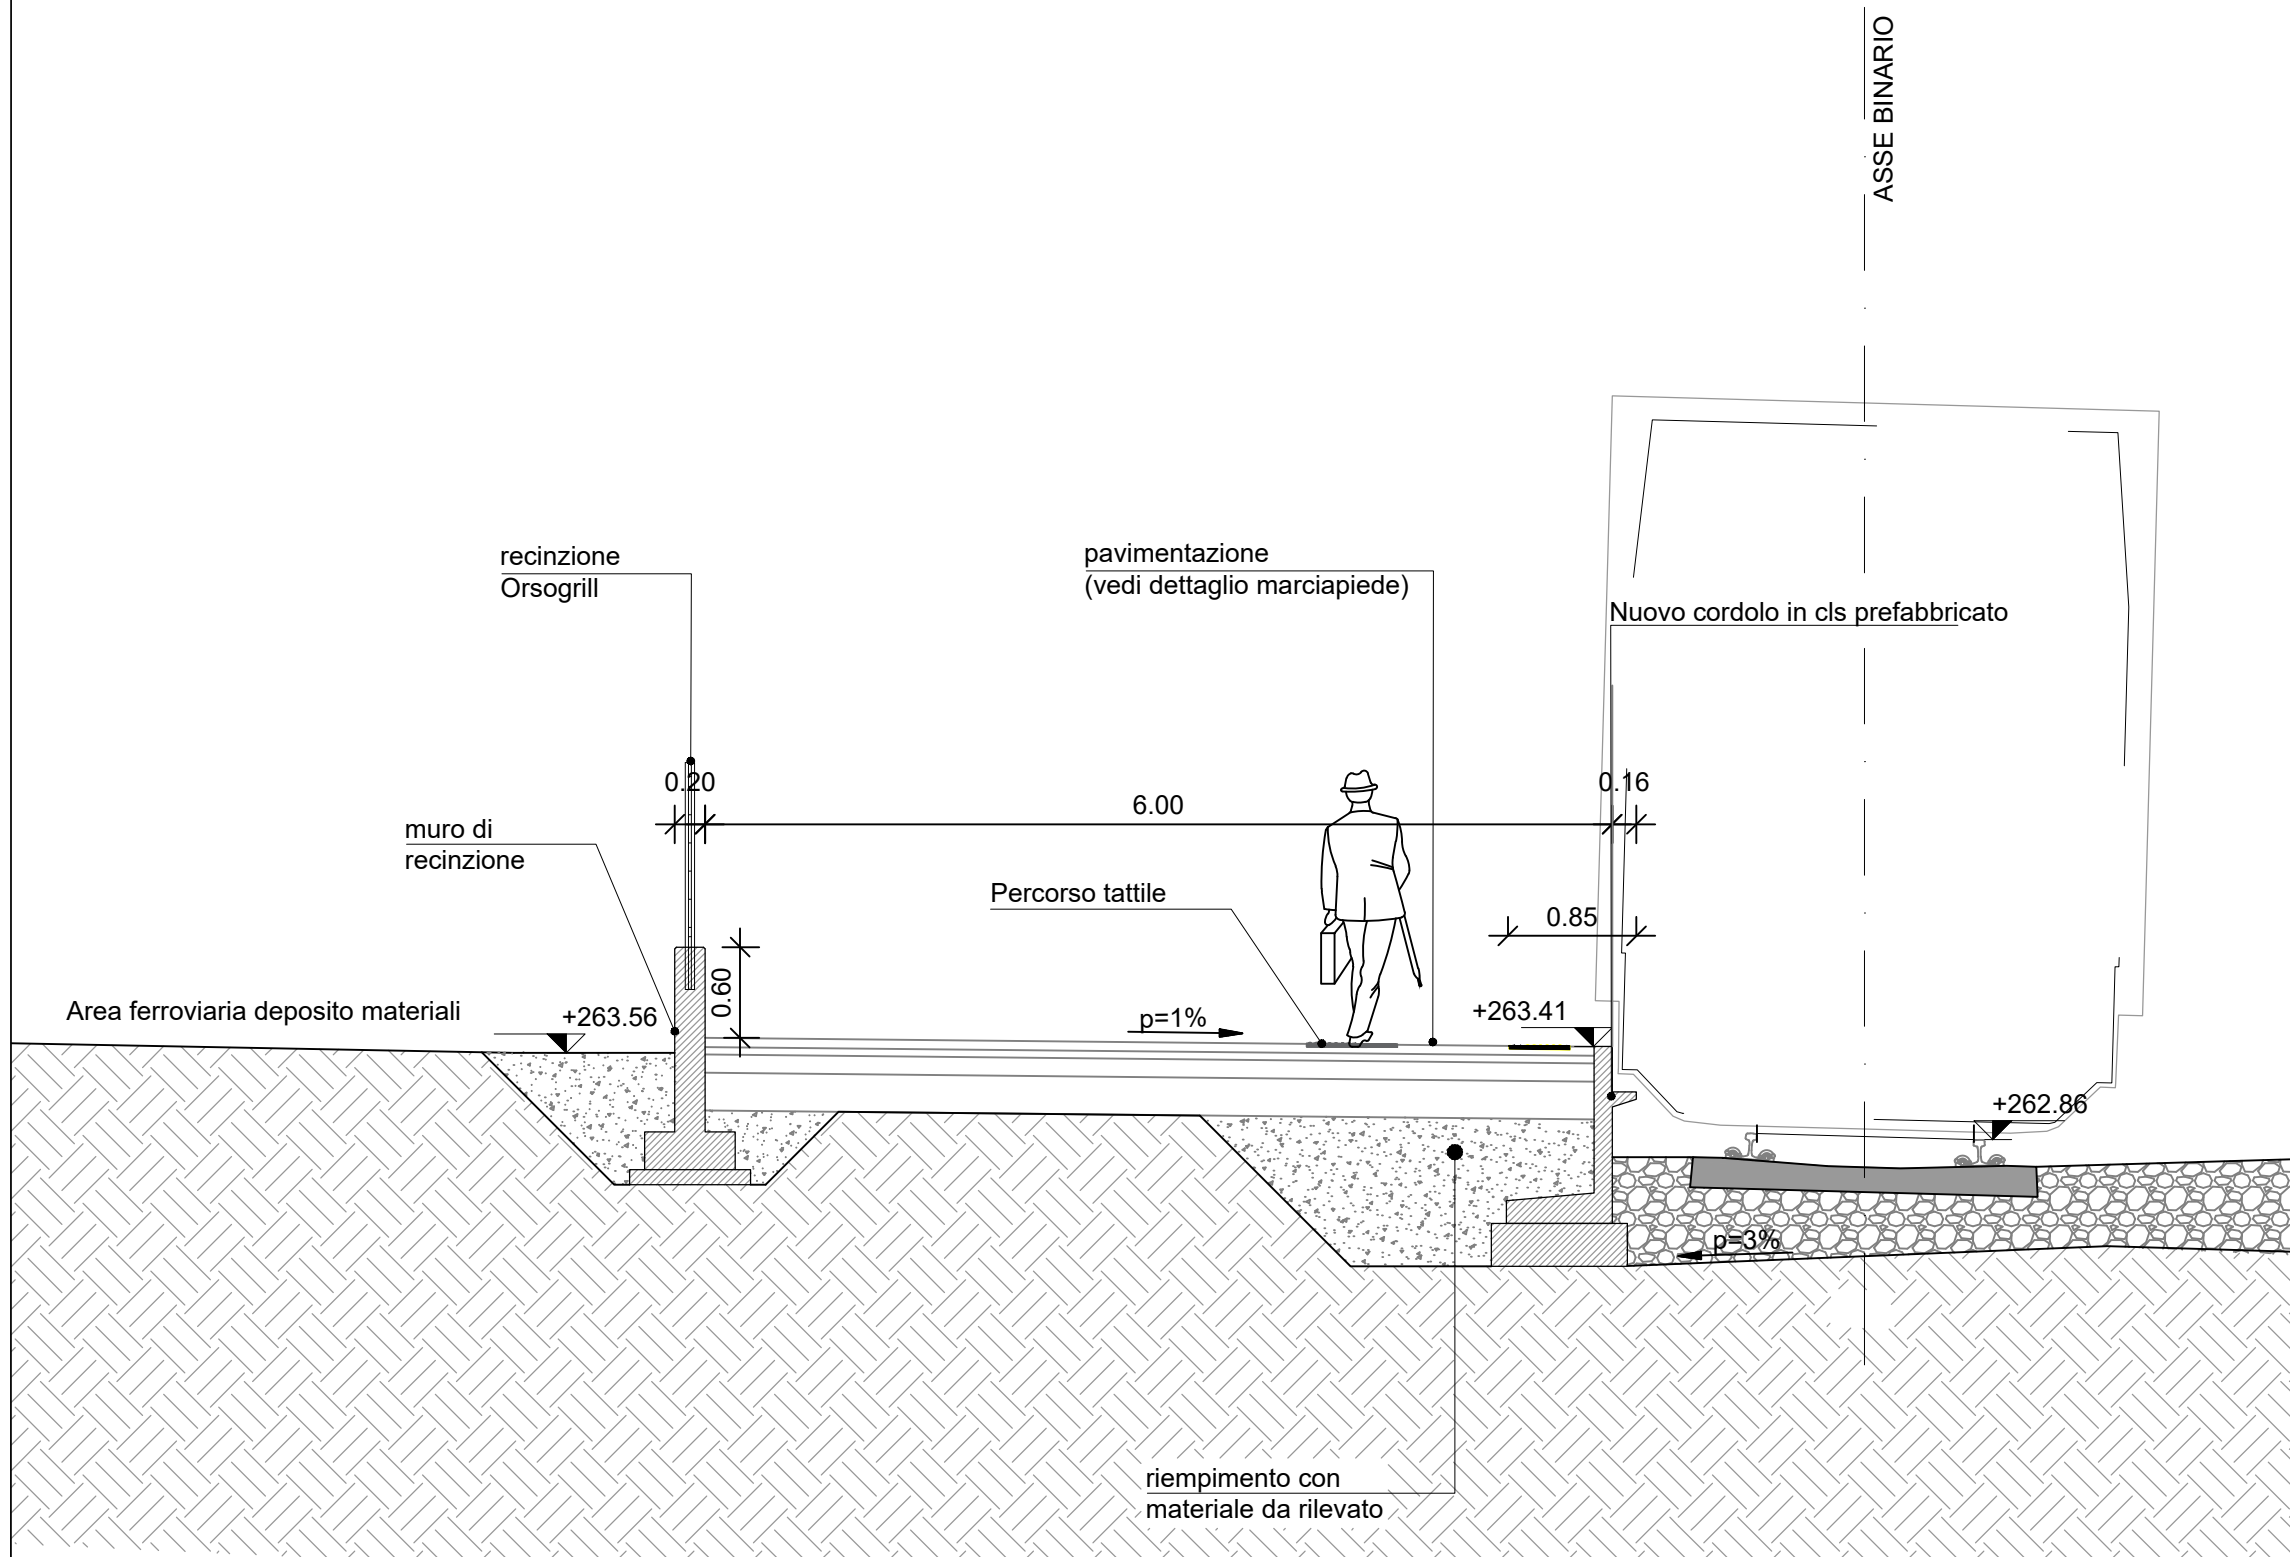 ASSE BINARIO
recinzione
Orsogrill
pavimentazione
(vedi dettaglio marciapiede)
Nuovo cordolo in cls prefabbricato
0.20
6.00
0.16
muro di
recinzione
Percorso tattile
0.85
0.60
Area ferroviaria deposito materiali
+263.56
p=1%
+263.41
+262.86
p=3%
riempimento con
materiale da rilevato